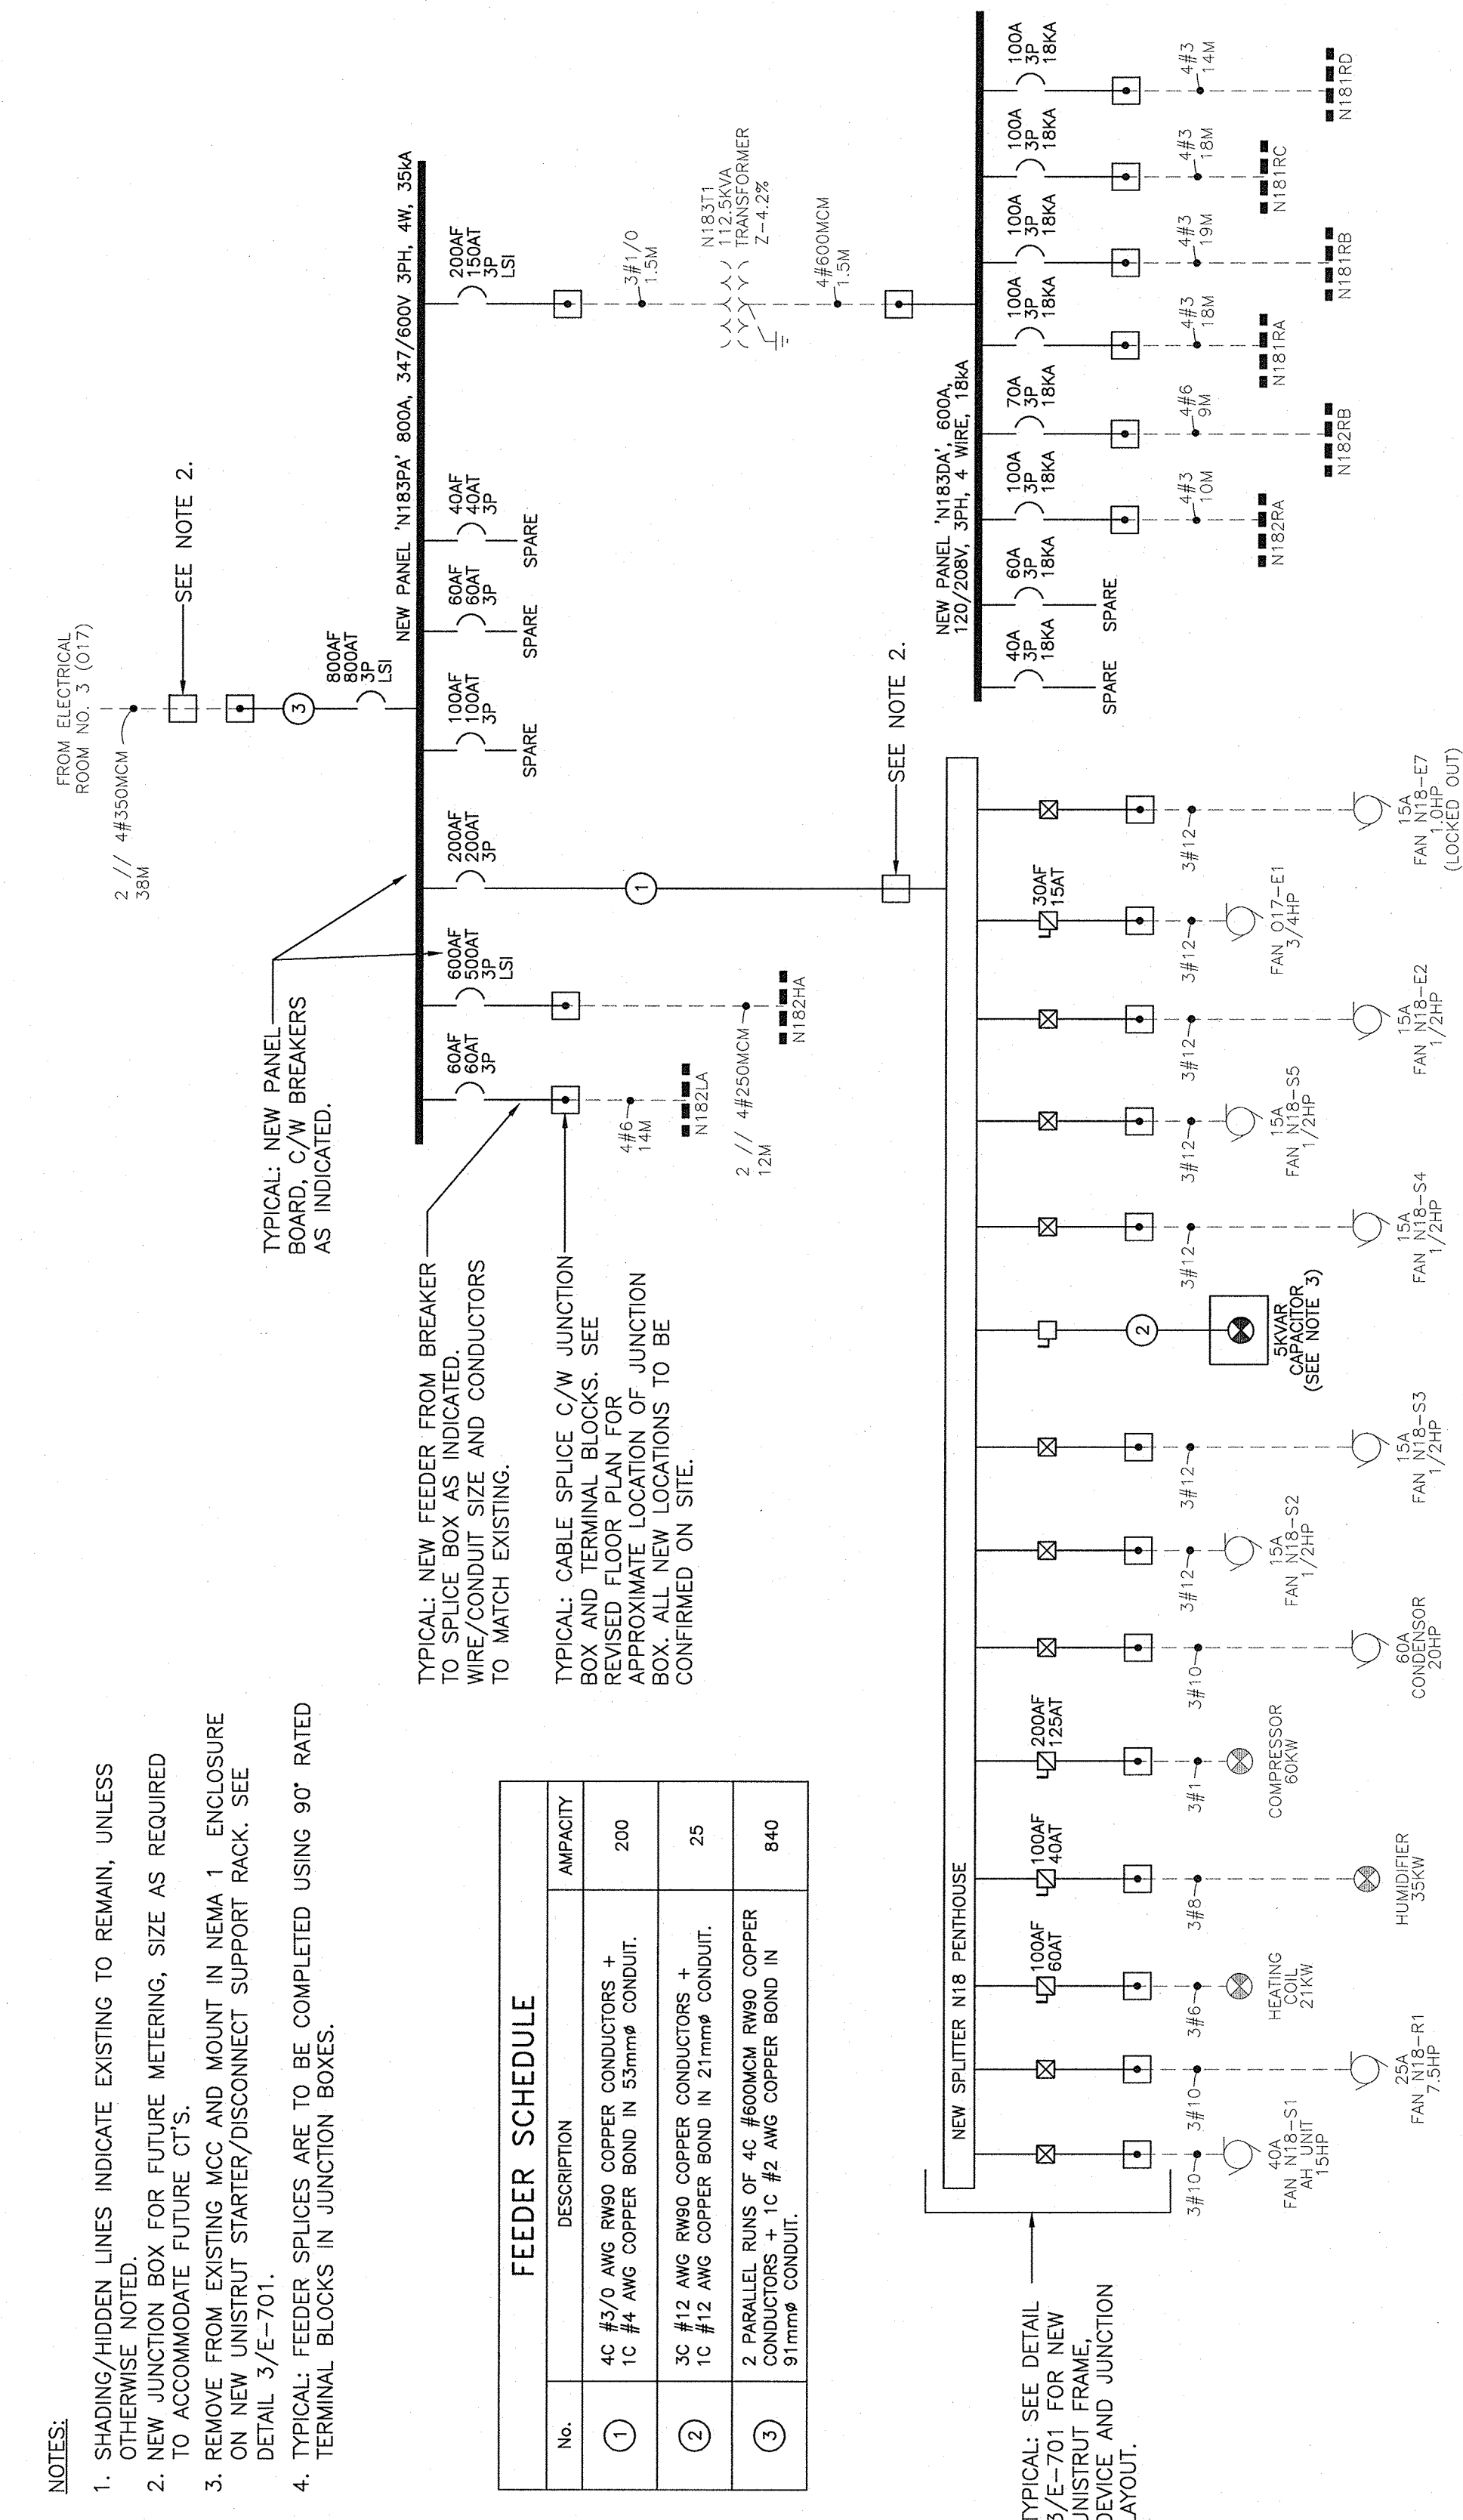 NOTES:
1. SHADING/HIDDEN LINES INDICATE EXISTING TO REMAIN, UNLESS
OTHERWISE NOTED.
2. NEW JUNCTION BOX FOR FUTURE METERING, SIZE AS REQUIRED
TO ACCOMMODATE FUTURE CT'S.
3. REMOVE FROM EXISTING MCC AND MOUNT IN NEMA 1 ENCLOSURE
ON NEW UNISTRUT STARTER/DISCONNECT SUPPORT RACK. SEE
DETAIL 3/E-701.
4. TYPICAL: FEEDER SPLICES ARE TO BE COMPLETED USING 90° RATED
TERMINAL BLOCKS IN JUNCTION BOXES.
FEEDER SCHEDULE
No. DESCRIPTION AMPACITY
1 4C #3/0 AWG RW90 COPPER CONDUCTORS + 200
1C #4 AWG COPPER BOND IN 53mmø CONDUIT.
2 3C #12 AWG RW90 COPPER CONDUCTORS + 25
1C #12 AWG COPPER BOND IN 21mmø CONDUIT.
3 2 PARALLEL RUNS OF 4C #600MCM RW90 COPPER 840
CONDUCTORS + 1C #2 AWG COPPER BOND IN
91mmø CONDUIT.
TYPICAL: NEW PANEL
BOARD, C/W BREAKERS
AS INDICATED.
TYPICAL: NEW FEEDER FROM BREAKER
TO SPLICE BOX AS INDICATED.
WIRE/CONDUIT SIZE AND CONDUCTORS
TO MATCH EXISTING.
TYPICAL: CABLE SPLICE C/W JUNCTION
BOX AND TERMINAL BLOCKS. SEE
REVISED FLOOR PLAN FOR
APPROXIMATE LOCATION OF JUNCTION
BOX. ALL NEW LOCATIONS TO BE
CONFIRMED ON SITE.
FROM ELECTRICAL
ROOM NO. 3 (017)
2 // 4#350MCM
38M
SEE NOTE 2.
3
800AF
800AT
3P
LSI
NEW PANEL 'N183PA' 800A, 347/600V 3PH, 4W, 35kA
60AF
60AT
3P
4#6
14M
N182LA
600AF
500AT
3P
LSI
2 // 4#250MCM
12M
N182HA
200AF
200AT
3P
1
SEE NOTE 2.
100AF
100AT
3P
SPARE
60AF
60AT
3P
SPARE
40AF
40AT
3P
SPARE
200AF
150AT
3P
LSI
3#1/0
1.5M
N183T1
112.5KVA
TRANSFORMER
Z-4.2%
4#600MCM
1.5M
NEW PANEL 'N183DA', 600A,
120/208V, 3PH, 4 WIRE, 18kA
40A
3P
18KA
SPARE
60A
3P
18KA
SPARE
100A
3P
18KA
4#3
10M
N182RA
70A
3P
18KA
4#6
9M
N182RB
100A
3P
18KA
4#3
18M
N181RA
100A
3P
18KA
4#3
19M
N181RB
100A
3P
18KA
4#3
18M
N181RC
100A
3P
18KA
4#3
14M
N181RD
NEW SPLITTER N18 PENTHOUSE
TYPICAL: SEE DETAIL
3/E-701 FOR NEW
UNISTRUT FRAME,
DEVICE AND JUNCTION
LAYOUT.
3#10
40A
FAN N18-S1
AH UNIT
15HP
3#10
25A
FAN N18-R1
7.5HP
100AF
60AT
3#6
HEATING
COIL
21KW
100AF
40AT
3#8
HUMIDIFIER
35KW
200AF
125AT
3#1
COMPRESSOR
60KW
3#10
60A
CONDENSOR
20HP
3#12
15A
FAN N18-S2
1/2HP
3#12
15A
FAN N18-S3
1/2HP
2
5KVAR
CAPACITOR
(SEE NOTE 3)
3#12
15A
FAN N18-S4
1/2HP
3#12
15A
FAN N18-S5
1/2HP
3#12
15A
FAN N18-E2
1/2HP
30AF
15AT
3#12
FAN 017-E1
3/4HP
3#12
15A
FAN N18-E7
1.0HP
(LOCKED OUT)